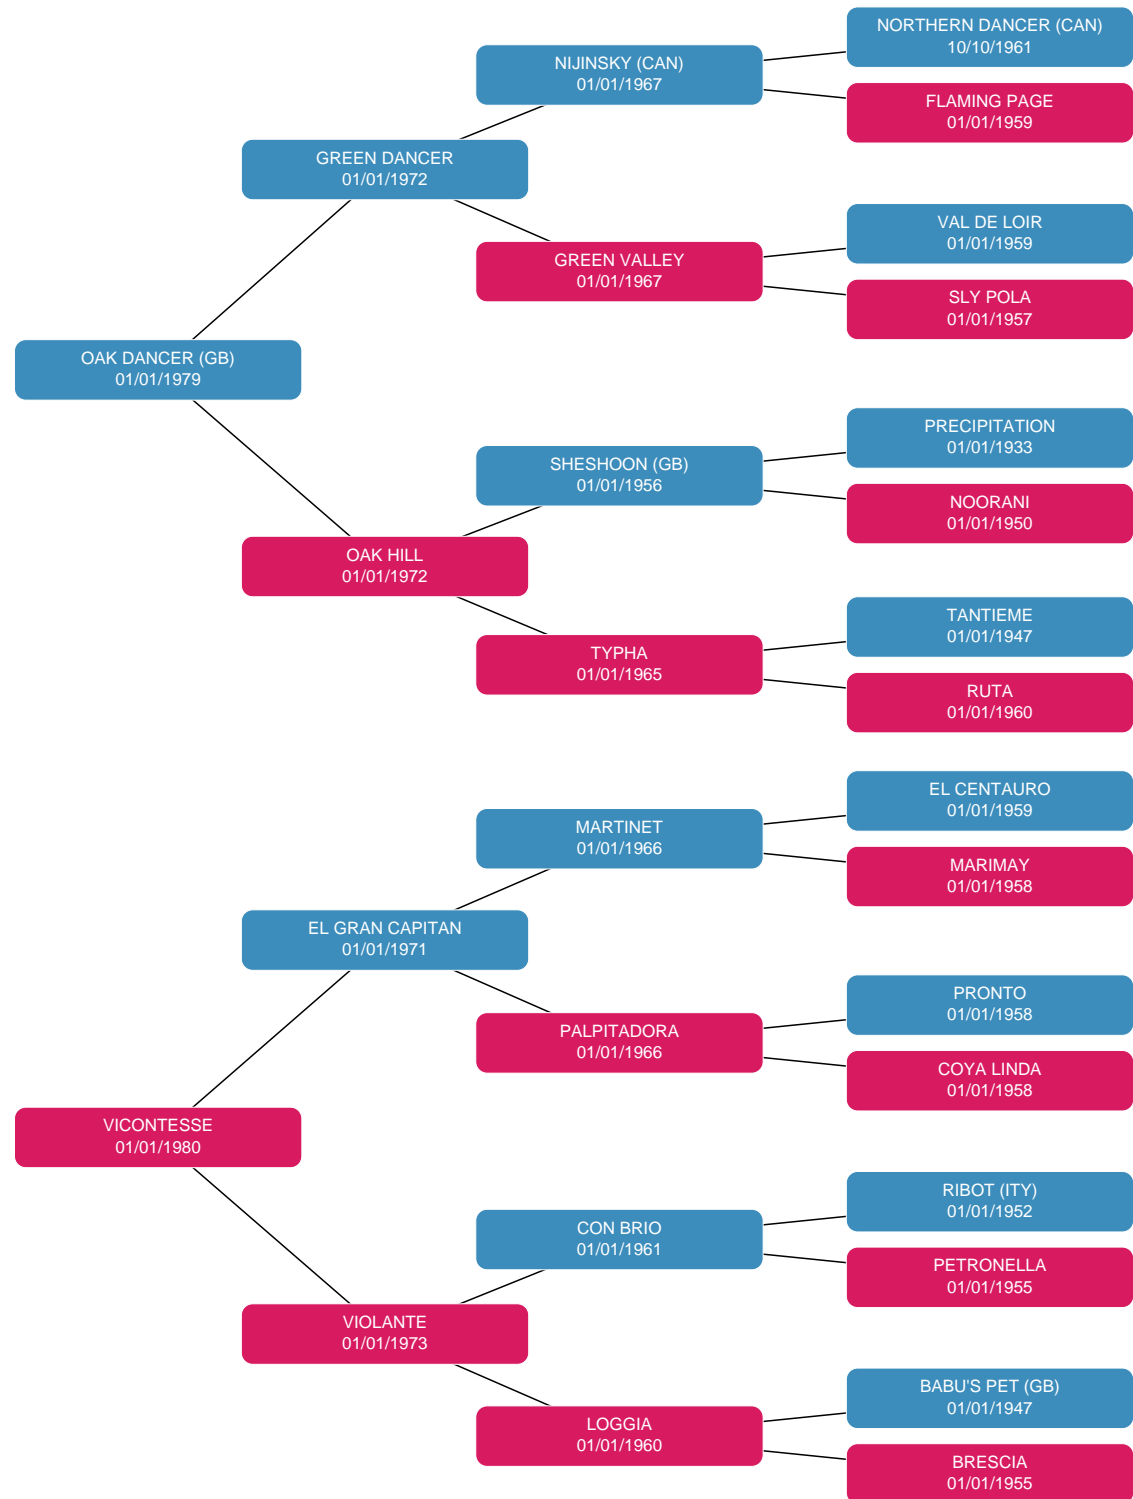 NORTHERN DANCER (CAN)
10/10/1961
NIJINSKY (CAN)
01/01/1967
FLAMING PAGE
01/01/1959
GREEN DANCER
01/01/1972
VAL DE LOIR
01/01/1959
GREEN VALLEY
01/01/1967
SLY POLA
01/01/1957
OAK DANCER (GB)
01/01/1979
PRECIPITATION
01/01/1933
SHESHOON (GB)
01/01/1956
NOORANI
01/01/1950
OAK HILL
01/01/1972
TANTIEME
01/01/1947
TYPHA
01/01/1965
RUTA
01/01/1960
EL CENTAURO
01/01/1959
MARTINET
01/01/1966
MARIMAY
01/01/1958
EL GRAN CAPITAN
01/01/1971
PRONTO
01/01/1958
PALPITADORA
01/01/1966
COYA LINDA
01/01/1958
VICONTESSE
01/01/1980
RIBOT (ITY)
01/01/1952
CON BRIO
01/01/1961
PETRONELLA
01/01/1955
VIOLANTE
01/01/1973
BABU'S PET (GB)
01/01/1947
LOGGIA
01/01/1960
BRESCIA
01/01/1955